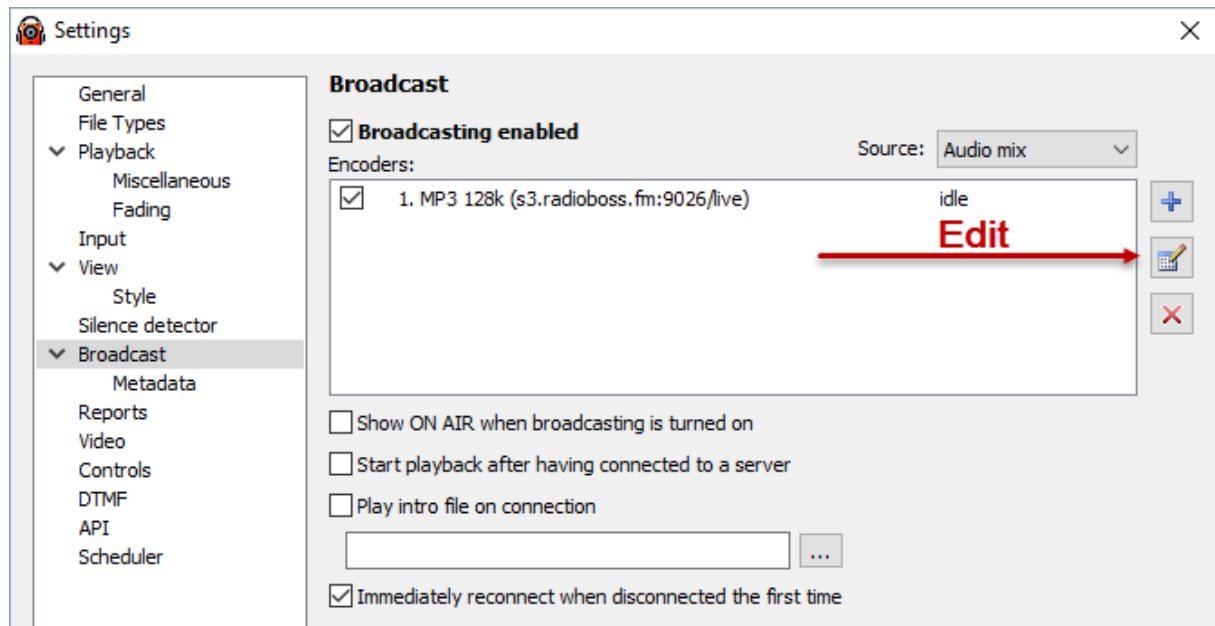 Settings
General
File Types
Playback
Miscellaneous
Fading
Input
View
Style
Silence detector
Broadcast
Metadata
Reports
Video
Controls
DTMF
API
Scheduler
Broadcast
Broadcasting enabled
Source: Audio mix
Encoders:
1. MP3 128k (s3.radioboss.fm:9026/live) idle
Edit
Show ON AIR when broadcasting is turned on
Start playback after having connected to a server
Play intro file on connection
...
Immediately reconnect when disconnected the first time